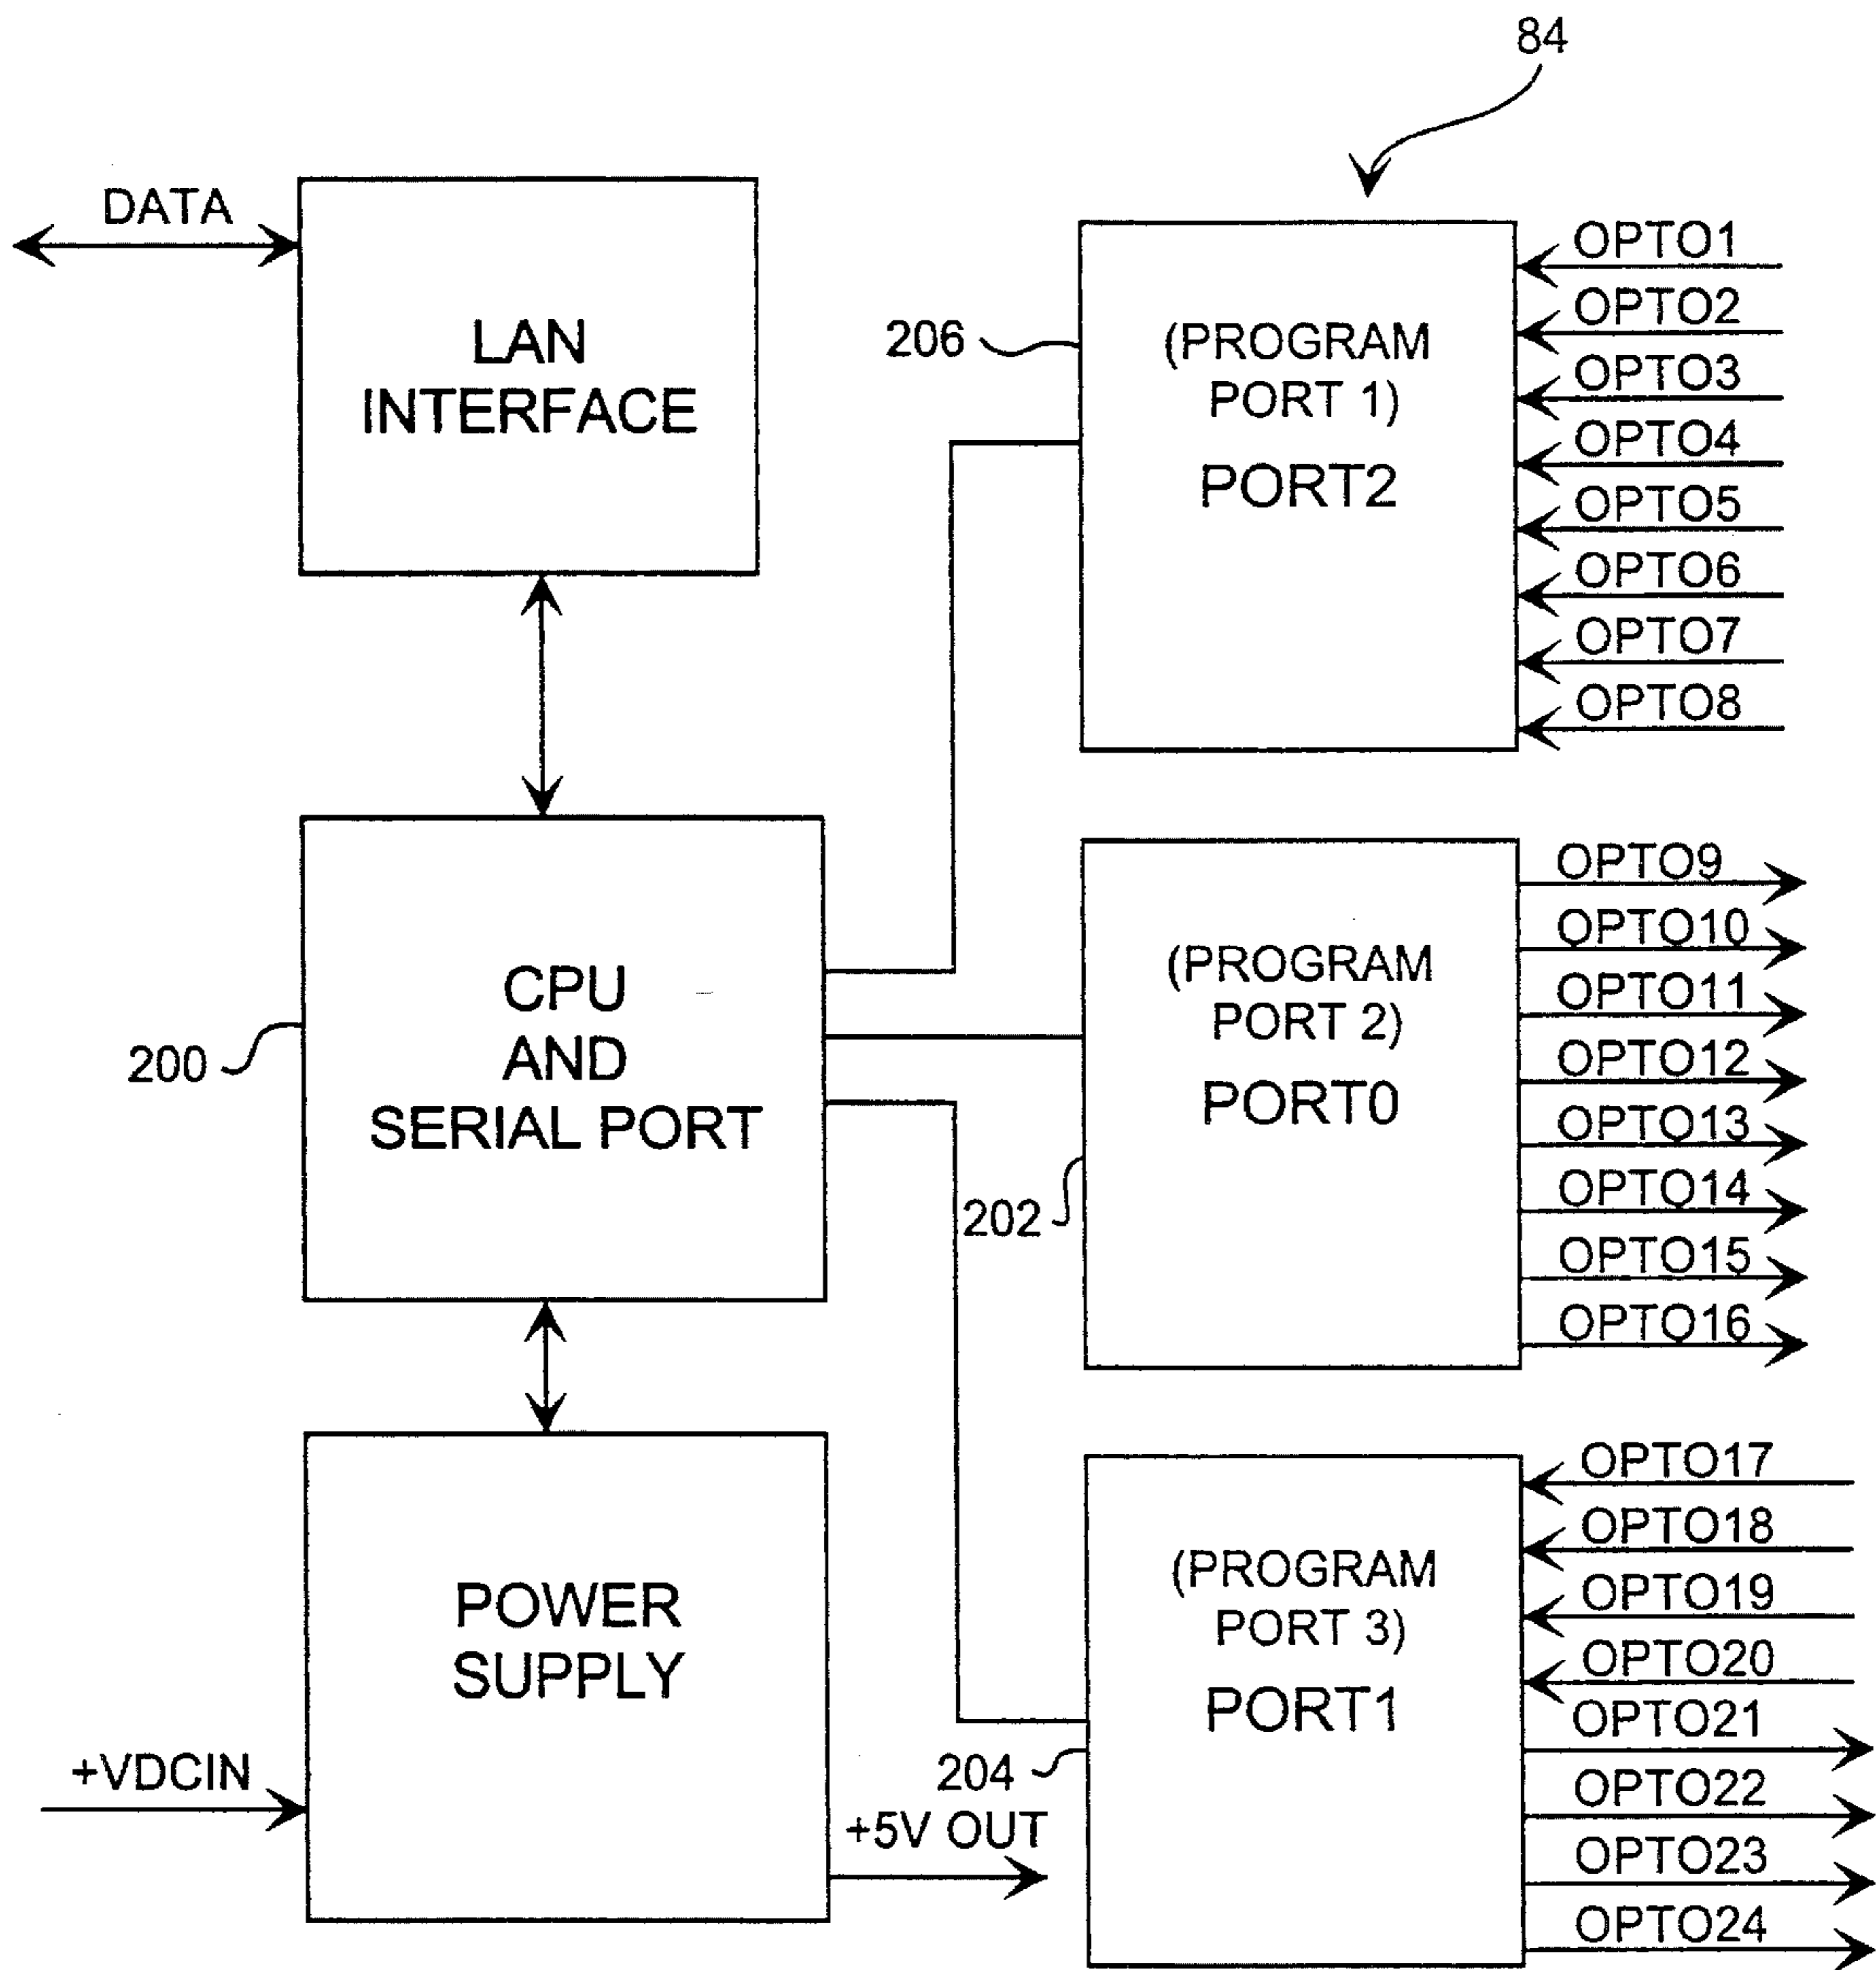 84
DATA
LAN
INTERFACE
206
(PROGRAM
PORT 1)
PORT2
OPTO1
OPTO2
OPTO3
OPTO4
OPTO5
OPTO6
OPTO7
OPTO8
200
CPU
AND
SERIAL PORT
202
(PROGRAM
PORT 2)
PORT0
OPTO9
OPTO10
OPTO11
OPTO12
OPTO13
OPTO14
OPTO15
OPTO16
POWER
SUPPLY
+VDCIN
+5V OUT
204
(PROGRAM
PORT 3)
PORT1
OPTO17
OPTO18
OPTO19
OPTO20
OPTO21
OPTO22
OPTO23
OPTO24